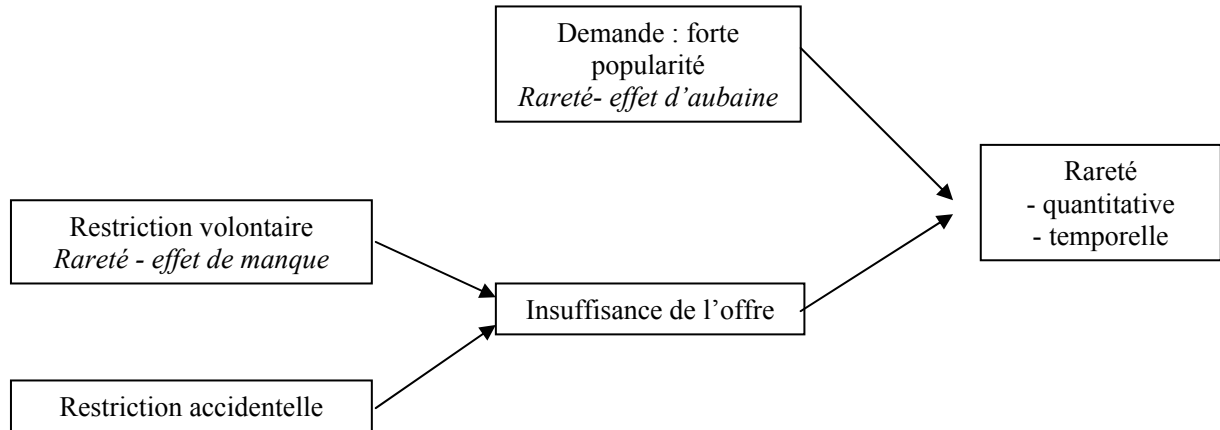 Demande : forte
popularité
Rareté- effet d’aubaine
Rareté
- quantitative
- temporelle
Restriction volontaire
Rareté - effet de manque
Insuffisance de l’offre
Restriction accidentelle